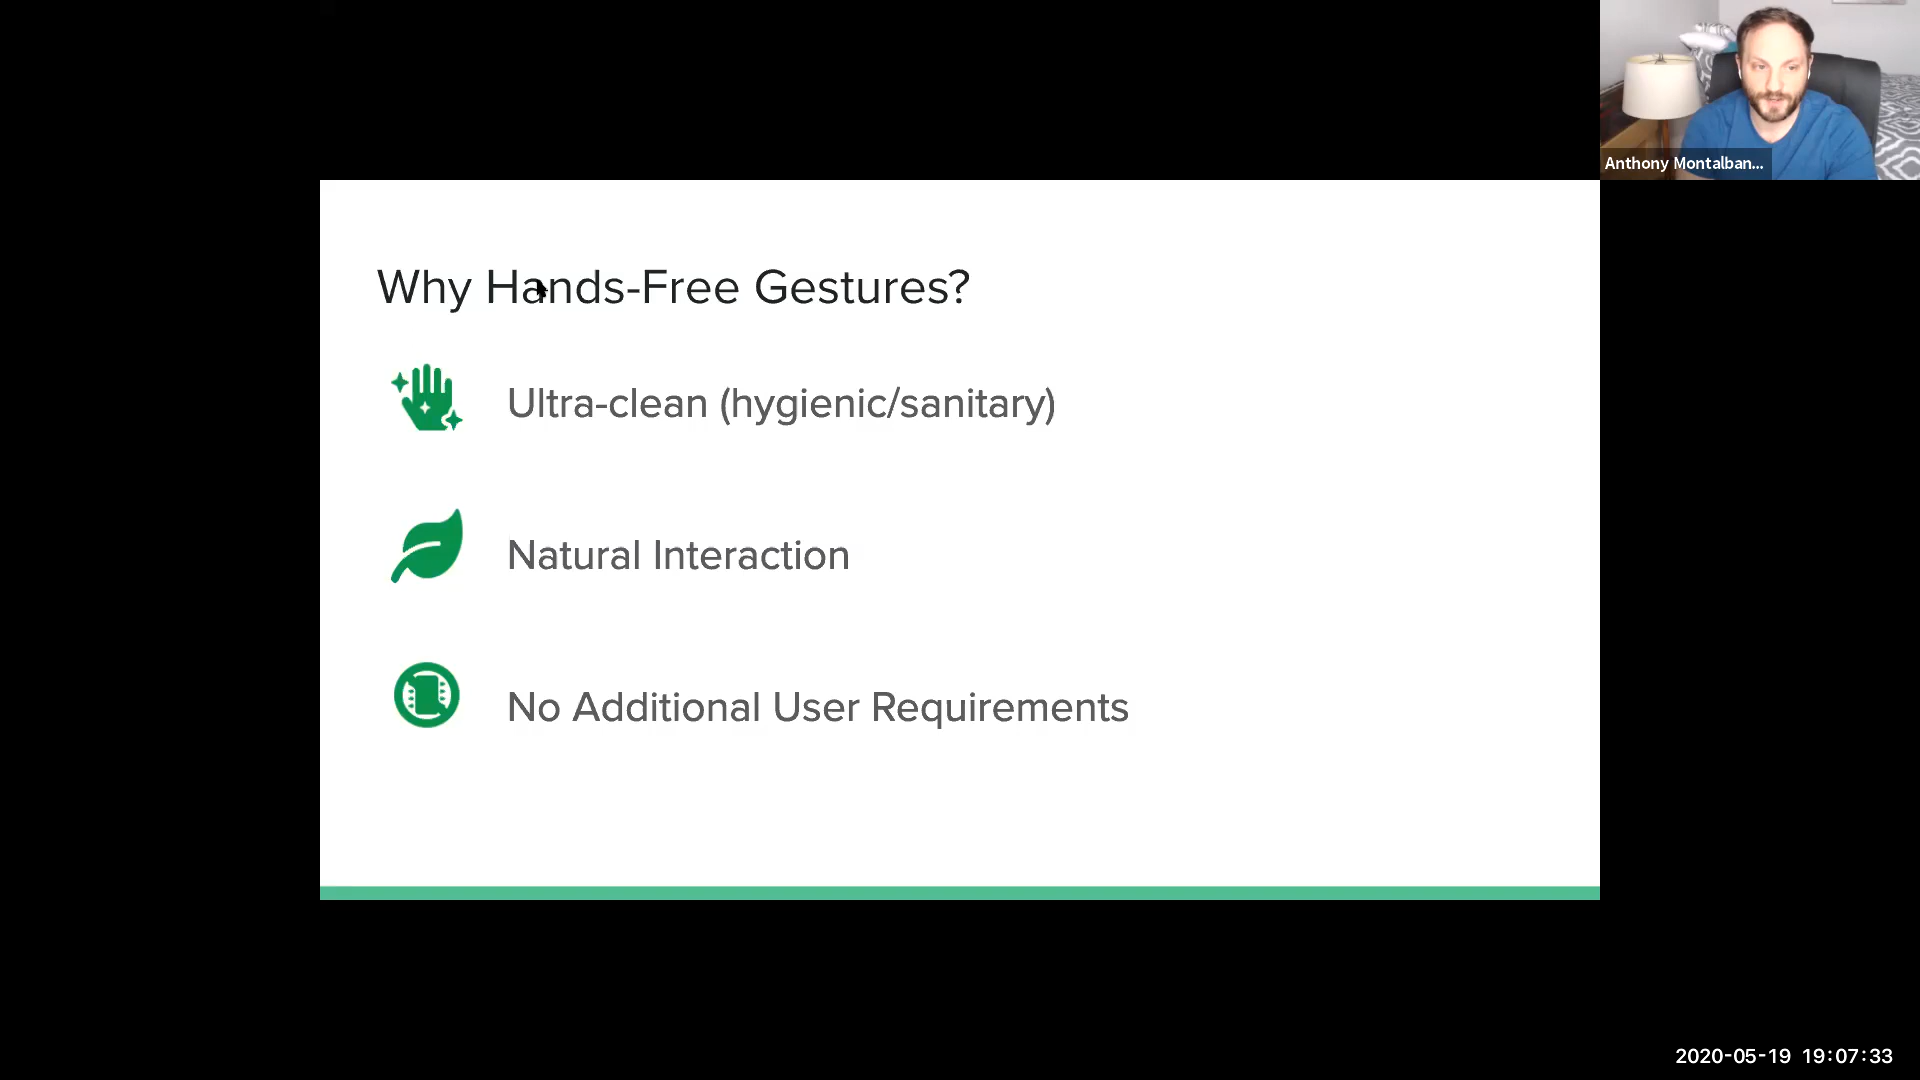 Anthony Montalban...
Why Hands-Free Gestures?
Ultra-clean (hygienic/sanitary)
Natural Interaction
No Additional User Requirements
2020-05-19 19:07:33